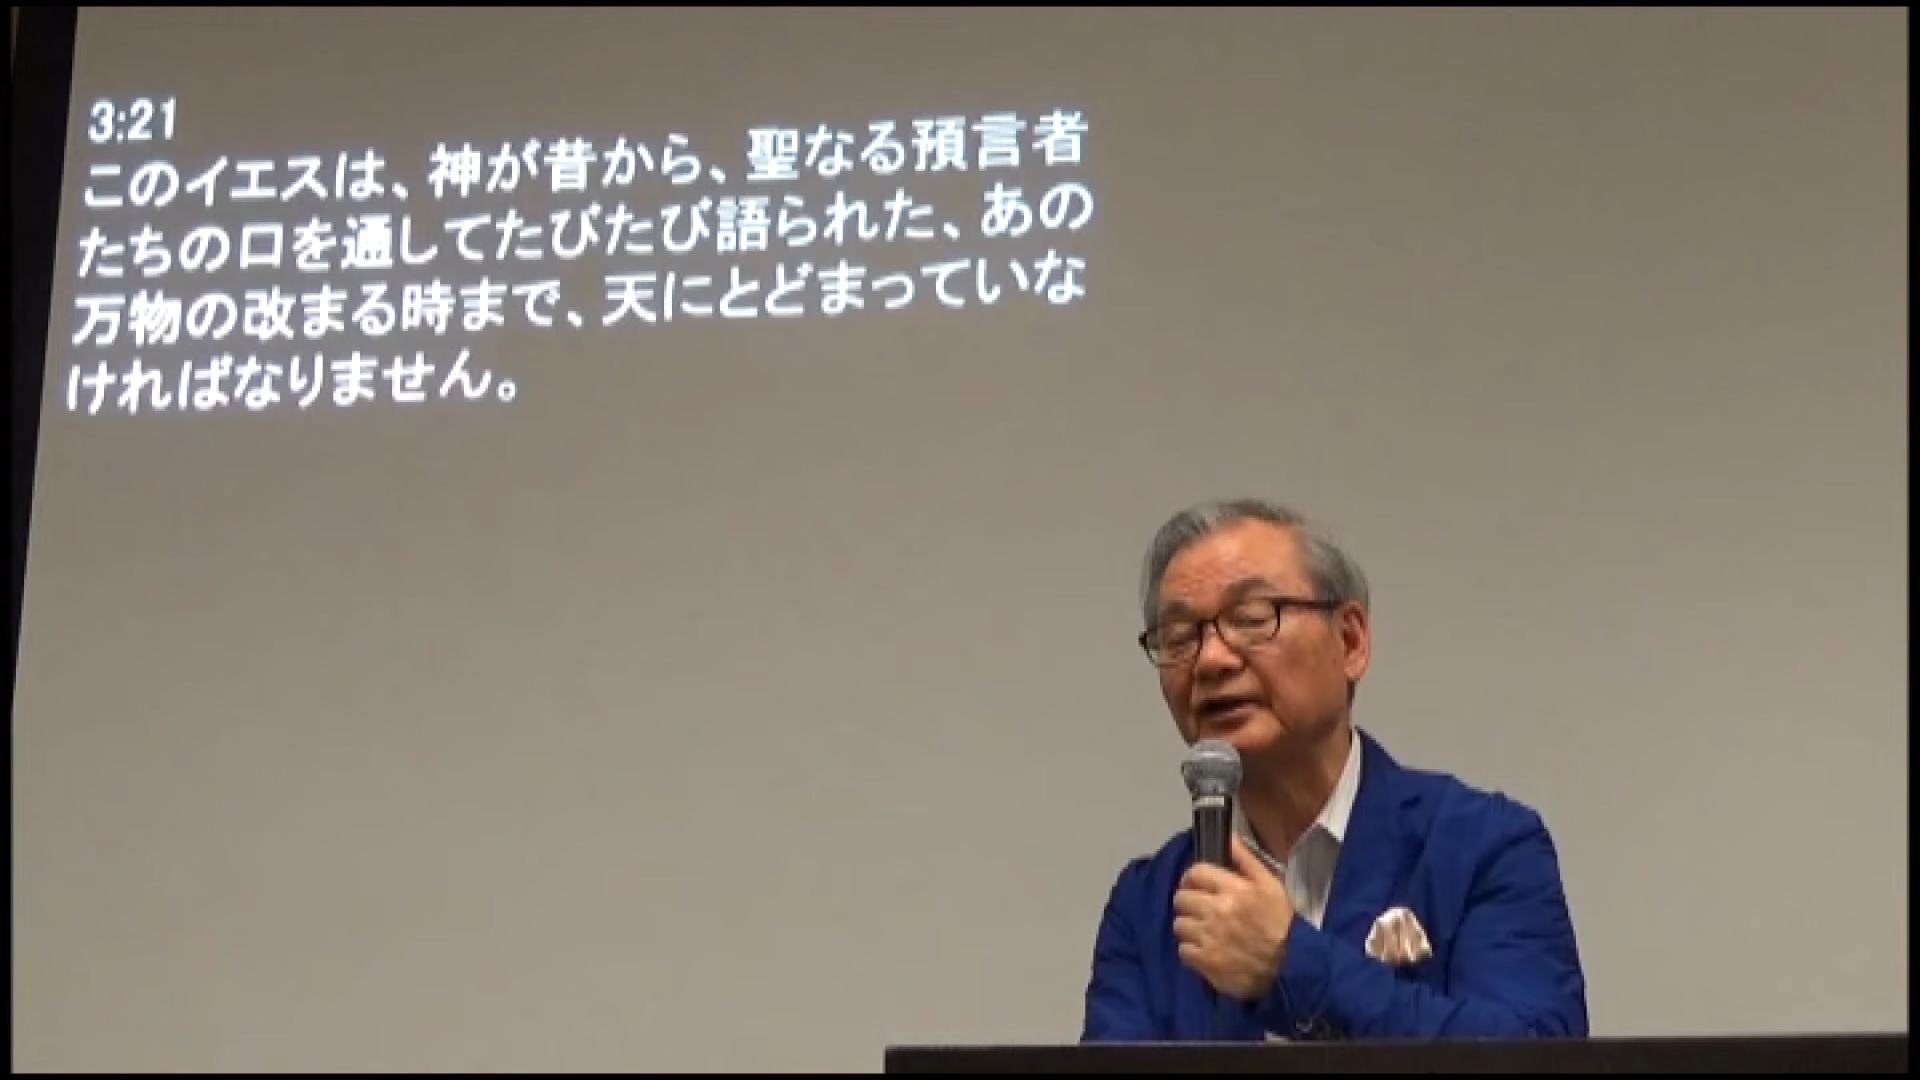 3:21
このイエスは、神が昔から、聖なる預言者
たちの口を通してたびたび語られた、あの
万物の改まる時まで、天にとどまっていな
ければなりません。